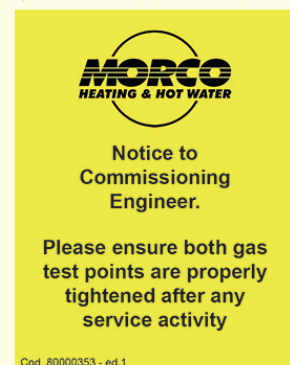 MORCO
HEATING & HOT WATER
Notice to
Commissioning
Engineer.
Please ensure both gas
test points are properly
tightened after any
service activity
Cod. 80000353 - ed.1